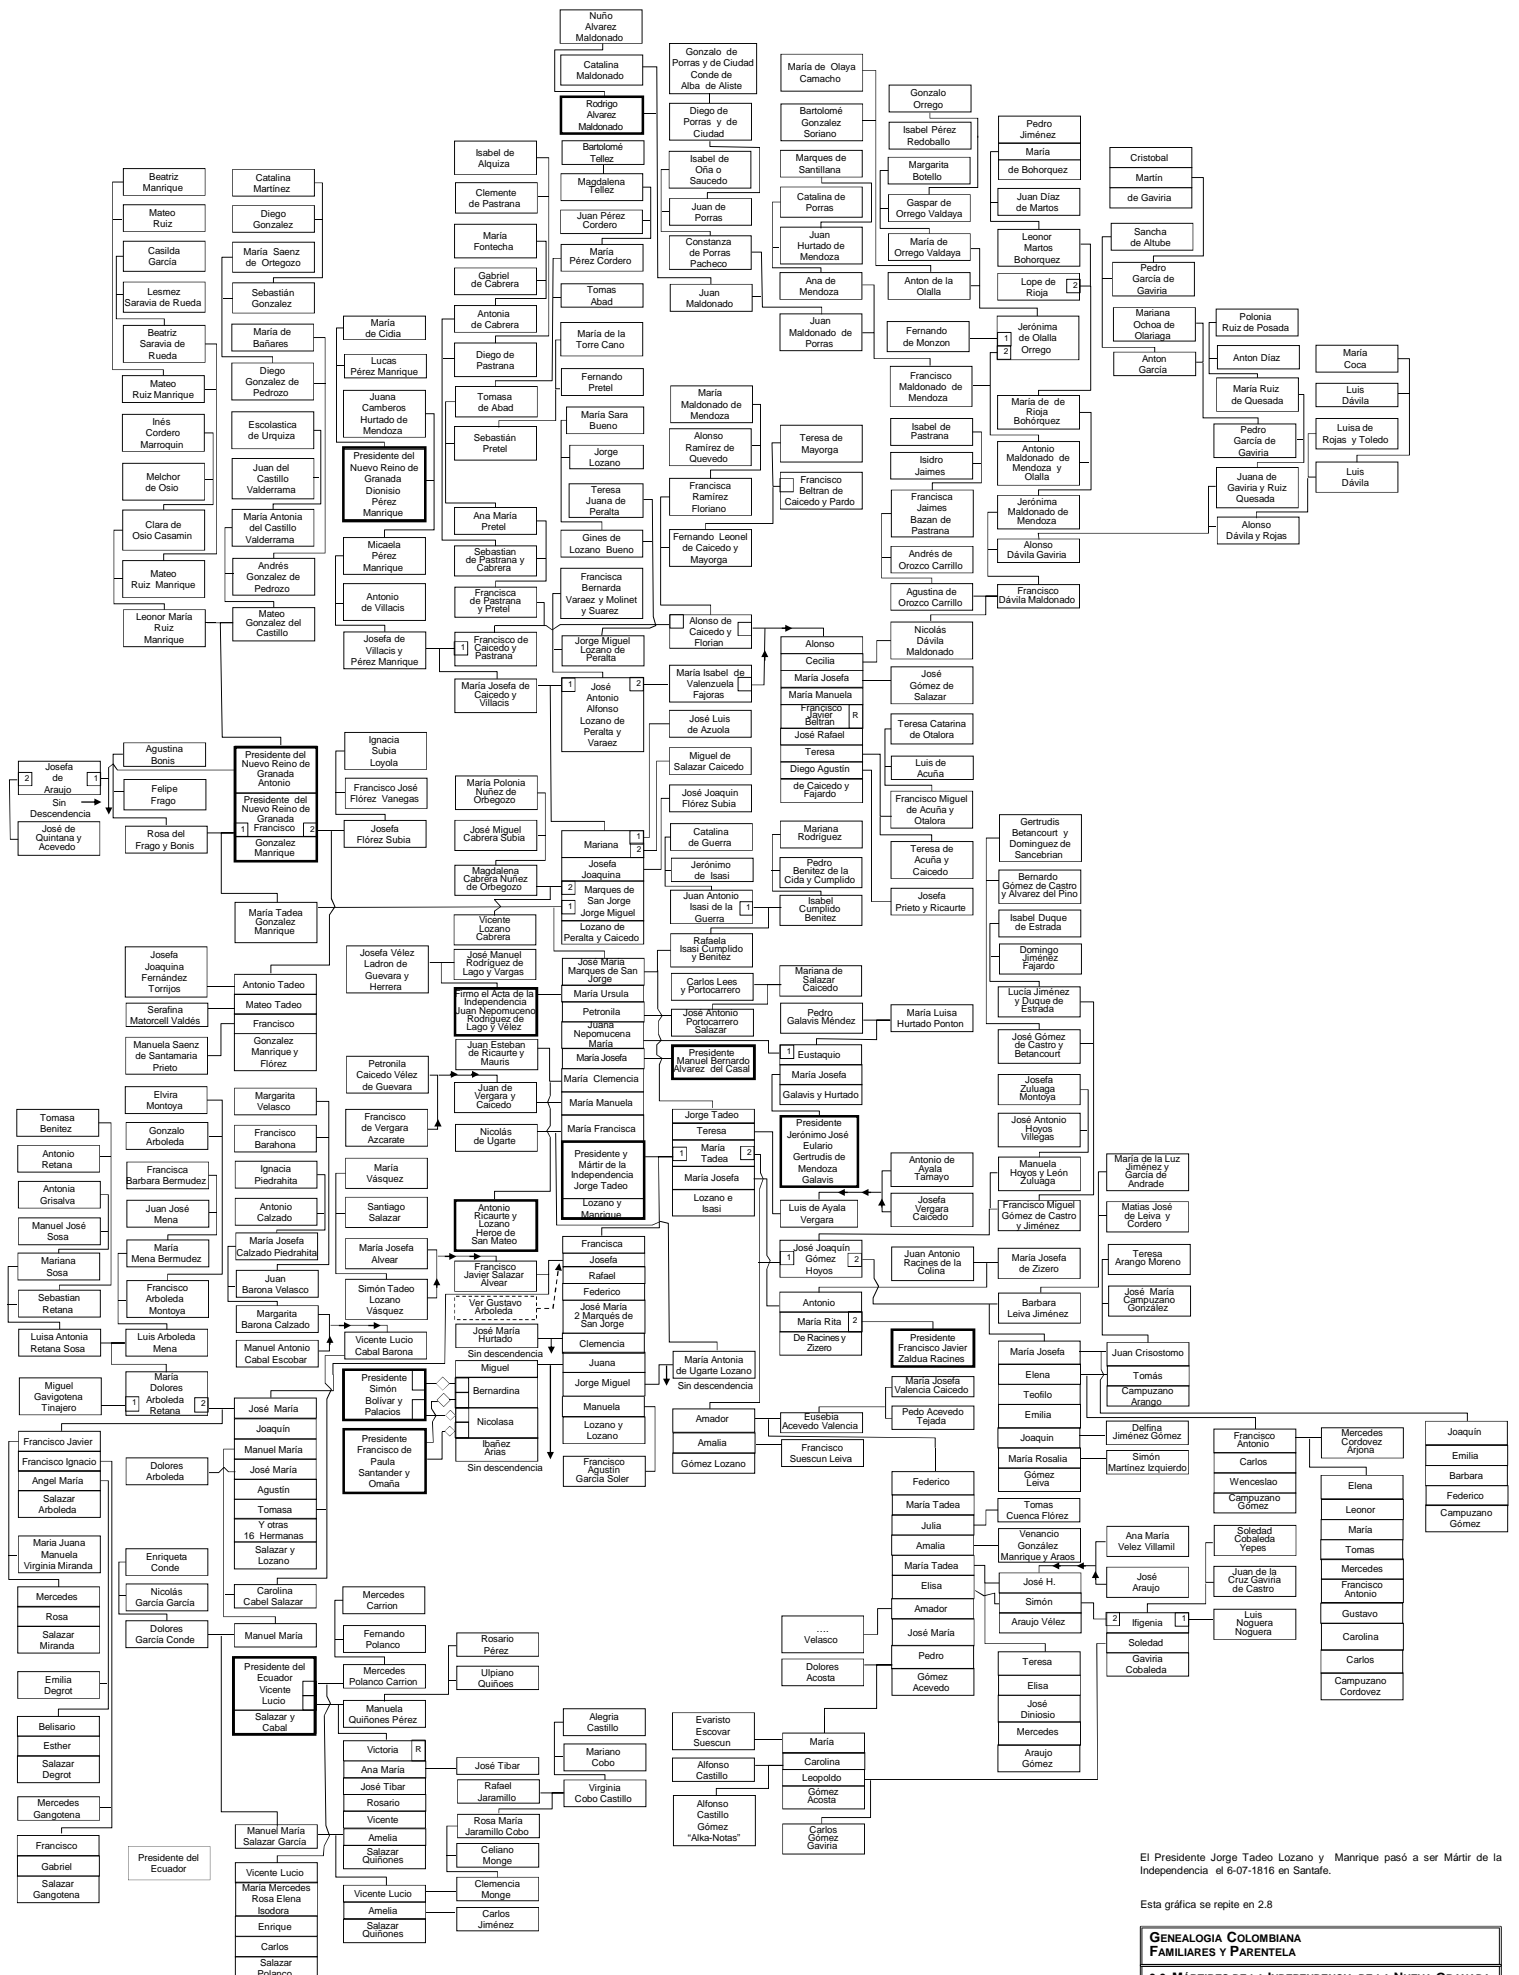 Nuño
Alvarez
Maldonado
Catalina
Maldonado
Rodrigo
Alvarez
Maldonado
Bartolomé
Tellez
Magdalena
Tellez
Juan Pérez
Cordero
María
Pérez Cordero
Tomas
Abad
María de la
Torre Cano
Fernando
Pretel
María Sara
Bueno
Jorge
Lozano
Teresa
Juana de
Peralta
Gines de
Lozano Bueno
Francisca
Bernarda
Varaez y Molinet
y Suarez
Jorge Miguel
Lozano de
Peralta
1
2
José
Antonio
Alfonso
Lozano de
Peralta y
Varaez
Gonzalo de
Porras y de Ciudad
Conde de
Alba de Aliste
Diego de
Porras y de
Ciudad
Isabel de
Oña o
Saucedo
Juan de
Porras
Constanza
de Porras
Pacheco
Juan
Maldonado
María
Maldonado de
Mendoza
Alonso
Ramírez de
Quevedo
Francisca
Ramírez
Floriano
Fernando Leonel
de Caicedo y
Mayorga
Alonso de
Caicedo y
Florian
María Isabel de
Valenzuela
Fajoras
José Luis
de Azuola
Miguel de
Salazar Caicedo
José Joaquin
Flórez Subia
Catalina
de Guerra
Jerónimo
de Isasi
Juan Antonio
Isasi de la
Guerra
1
Rafaela
Isasi Cumplido
y Benitez
Carlos Lees
y Portocarrero
José Antonio
Portocarrero
Salazar
Presidente
Manuel Bernardo
Alvarez del Casal
María de Olaya
Camacho
Bartolomé
Gonzalez
Soriano
Marques de
Santillana
Catalina de
Porras
Juan
Hurtado de
Mendoza
Ana de
Mendoza
Juan
Maldonado de
Porras
Teresa de
Mayorga
Francisco
Beltran de
Caicedo y Pardo
Alonso
Cecilia
María Josefa
María Manuela
Francisco
Javier
Beltrán
R
José Rafael
Teresa
Diego Agustín
de Caicedo y
Fajardo
Mariana
Rodríguez
Pedro
Benitez de la
Cida y Cumplido
Isabel
Cumplido
Benitez
Mariana de
Salazar
Caicedo
Pedro
Galavis Méndez
María Luisa
Hurtado Ponton
1 Eustaquio
María Josefa
Galavis y Hurtado
Presidente
Jerónimo José
Eulario
Gertrudis de
Mendoza
Galavis
Luis de Ayala
Vergara
Gonzalo
Orrego
Isabel Pérez
Redoballo
Margarita
Botello
Gaspar de
Orrego Valdaya
María de
Orrego Valdaya
Anton de la
Olalla
Fernando
de Monzon
Francisco
Maldonado de
Mendoza
Isabel de
Pastrana
Isidro
Jaimes
Francisca
Jaimes
Bazan de
Pastrana
Andrés de
Orozco Carrillo
Agustina de
Orozco Carrillo
Nicolás
Dávila
Maldonado
José
Gómez de
Salazar
Teresa Catarina
de Otalora
Luis de
Acuña
Francisco Miguel
de Acuña y
Otalora
Teresa de
Acuña y
Caicedo
Josefa
Prieto y Ricaurte
Pedro
Jiménez
María
de Bohorquez
Juan Díaz
de Martos
Leonor
Martos
Bohorquez
Lope de
Rioja
2
Jerónima
de Olalla
Orrego
1
2
María de de
Rioja
Bohórquez
Antonio
Maldonado de
Mendoza y
Olalla
Jerónima
Maldonado de
Mendoza
Alonso
Dávila Gaviria
Francisco
Dávila Maldonado
Cristobal
Martín
de Gaviria
Sancha
de Altube
Pedro
García de
Gaviria
Mariana
Ochoa de
Olariaga
Anton
García
Polonia
Ruiz de Posada
Anton Díaz
María Ruiz
de Quesada
Pedro
García de
Gaviria
Juana de
Gaviria y Ruiz
Quesada
Alonso
Dávila y Rojas
María
Coca
Luis
Dávila
Luisa de
Rojas y Toledo
Luis
Dávila
Isabel de
Alquiza
Clemente
de Pastrana
María
Fontecha
Gabriel
de Cabrera
Antonia
de Cabrera
Diego de
Pastrana
Tomasa
de Abad
Sebastián
Pretel
Ana María
Pretel
Sebastian
de Pastrana y
Cabrera
Francisca
de Pastrana
y Pretel
1
Francisco de
Caicedo y
Pastrana
María Josefa de
Caicedo y
Villacis
Beatriz
Manrique
Mateo
Ruiz
Casilda
García
Lesmez
Saravia de Rueda
Beatriz
Saravia de
Rueda
Mateo
Ruiz Manrique
Inés
Cordero
Marroquin
Melchor
de Osio
Clara de
Osio Casamin
Mateo
Ruiz Manrique
Leonor María
Ruiz
Manrique
Catalina
Martínez
Diego
Gonzalez
Maria Saenz
de Ortegozo
Sebastián
Gonzalez
María de
Bañares
Diego
Gonzalez de
Pedrozo
Escolastica
de Urquiza
Juan del
Castillo
Valderrama
María Antonia
del Castillo
Valderrama
Andrés
Gonzalez de
Pedrozo
Mateo
Gonzalez del
Castillo
María
de Cidia
Lucas
Pérez Manrique
Juana
Camberos
Hurtado de
Mendoza
Presidente del
Nuevo Reino de
Granada
Dionisio
Pérez
Manrique
Micaela
Pérez
Manrique
Antonio
de Villacis
Josefa de
Villacis y
Pérez Manrique
Josefa
de
Araujo
2
1
Sin
Descendencia
José de
Quintana y
Acevedo
Agustina
Bonis
Felipe
Frago
Rosa del
Frago y Bonis
Presidente del
Nuevo Reino de
Granada
Antonio
Presidente del
Nuevo Reino de
Granada
Francisco
1
2
Gonzalez
Manrique
María Tadea
Gonzalez
Manrique
Ignacia
Subia
Loyola
Francisco José
Flórez Vanegas
Josefa
Flórez Subia
María Polonia
Nuñez de
Orbegozo
José Miguel
Cabrera Subia
Magdalena
Cabrera Nuñez
de Orbegozo
Vicente
Lozano
Cabrera
Mariana
1
2
Josefa
Joaquina
2
1
Marques de
San Jorge
Jorge Miguel
Lozano de
Peralta y Caicedo
Josefa
Joaquina
Fernández
Torrijos
Serafina
Matorcell Valdés
Manuela Saenz
de Santamaria
Prieto
Antonio Tadeo
Mateo Tadeo
Francisco
Gonzalez
Manrique y
Flórez
Josefa Vélez
Ladron de
Guevara y
Herrera
José Manuel
Rodríguez de
Lago y Vargas
Firmo el Acta de la
Independencia
Juan Nepomuceno
Rodríguez de
Lago y Vélez
Juan Esteban
de Ricaurte y
Mauris
Petronila
Caicedo Vélez
de Guevara
Francisco
de Vergara
Azcarate
Juan de
Vergara y
Caicedo
Nicolás
de Ugarte
José María
Marques de San
Jorge
María Ursula
Petronila
Juana
Nepomucena
María
María Josefa
María Clemencia
María Manuela
María Francisca
Presidente y
Mártir de la
Independencia
Jorge Tadeo
Lozano y
Manrique
Jorge Tadeo
Teresa
1
María
Tadea
2
María Josefa
Lozano e
Isasi
Gertrudis
Betancourt y
Dominguez de
Sancebrian
Bernardo
Gómez de Castro
y Alvarez del Pino
Isabel Duque
de Estrada
Domingo
Jiménez
Fajardo
Lucía Jiménez
y Duque de
Estrada
José Gómez
de Castro y
Betancourt
Josefa
Zuluaga
Montoya
José Antonio
Hoyos
Villegas
Manuela
Hoyos y León
Zuluaga
Francisco Miguel
Gómez de Castro
y Jiménez
María de la Luz
Jiménez y
García de
Andrade
Matias José
de Leiva y
Cordero
Teresa
Arango Moreno
José María
Campuzano
González
Antonio de
Ayala
Tamayo
Josefa
Vergara
Caicedo
1
José Joaquín
Gómez
Hoyos
2
Juan Antonio
Racines de la
Colina
María Josefa
de Zizero
Antonio
María Rita
2
De Racines y
Zizero
Presidente
Francisco Javier
Zaldua Racines
Barbara
Leiva Jiménez
Tomasa
Benitez
Antonio
Retana
Antonia
Grisalva
Manuel José
Sosa
Mariana
Sosa
Sebastian
Retana
Luisa Antonia
Retana Sosa
Elvira
Montoya
Gonzalo
Arboleda
Francisca
Barbara Bermudez
Juan José
Mena
María
Mena Bermudez
Francisco
Arboleda
Montoya
Luis Arboleda
Mena
Margarita
Velasco
Francisco
Barahona
Ignacia
Piedrahita
Antonio
Calzado
María Josefa
Calzado Piedrahita
Juan
Barona Velasco
Margarita
Barona Calzado
Manuel Antonio
Cabal Escobar
María
Vásquez
Santiago
Salazar
María Josefa
Alvear
Simón Tadeo
Lozano
Vásquez
Vicente Lucio
Cabal Barona
Antonio
Ricaurte y
Lozano
Heroe de
San Mateo
Francisco
Javier Salazar
Alvear
Ver Gustavo
Arboleda
José María
Hurtado
Sin descendencia
Francisca
Josefa
Rafael
Federico
José María
2 Marqués de
San Jorge
Clemencia
Juana
Jorge Miguel
Manuela
Lozano y
Lozano
Francisco
Agustín
García Soler
María Antonia
de Ugarte Lozano
Sin descendencia
Presidente
Simón
Bolívar y
Palacios
Presidente
Francisco de
Paula
Santander y
Omaña
Miguel
Bernardina
Nicolasa
Ibañez
Arias
Sin descendencia
Miguel
Gavigotena
Tinajero
María
Dolores
Arboleda
Retana
1
2
José María
Joaquín
Manuel María
José María
Agustín
Tomasa
Y otras
16 Hermanas
Salazar y
Lozano
Dolores
Arboleda
Francisco Javier
Francisco Ignacio
Angel María
Salazar
Arboleda
Maria Juana
Manuela
Virginia Miranda
Mercedes
Rosa
Salazar
Miranda
Emilia
Degrot
Belisario
Esther
Salazar
Degrot
Mercedes
Gangotena
Francisco
Gabriel
Salazar
Gangotena
Enriqueta
Conde
Nicolás
García García
Dolores
García Conde
Carolina
Cabel Salazar
Manuel María
Presidente del
Ecuador
Vicente
Lucio
Salazar y
Cabal
Mercedes
Carrion
Fernando
Polanco
Mercedes
Polanco Carrion
Manuela
Quiñones Pérez
Rosario
Pérez
Ulpiano
Quiñoes
Victoria
R
Ana María
José Tibar
Rosario
Vicente
Amelia
Salazar
Quiñones
José Tibar
Rafael
Jaramillo
Alegria
Castillo
Mariano
Cobo
Virginia
Cobo Castillo
Rosa María
Jaramillo Cobo
Celiano
Monge
Clemencia
Monge
Carlos
Jiménez
Manuel María
Salazar García
Vicente Lucio
Amelia
Salazar
Quiñones
Presidente del
Ecuador
Vicente Lucio
María Mercedes
Rosa Elena
Isodora
Enrique
Carlos
Salazar
Polanco
Amador
Amalia
Gómez Lozano
Eusebia
Acevedo Valencia
Francisco
Suescun Leiva
María Josefa
Valencia Caicedo
Pedo Acevedo
Tejada
Federico
María Tadea
Julia
Amalia
María Tadea
Elisa
Amador
José María
Pedro
Gómez
Acevedo
Tomas
Cuenca Flórez
Venancio
González
Manrique y Araos
José H.
Simón
Araujo Vélez
Ana María
Velez Villamil
José
Araujo
....
Velasco
Dolores
Acosta
Teresa
Elisa
José
Diniosio
Mercedes
Araujo
Gómez
Evaristo
Escovar
Suescun
Alfonso
Castillo
Alfonso
Castillo
Gómez
“Alka-Notas”
María
Carolina
Leopoldo
Gómez
Acosta
Carlos
Gómez
Gaviria
María Josefa
Elena
Teofilo
Emilia
Joaquin
María Rosalia
Gómez
Leiva
Juan Crisostomo
Tomás
Campuzano
Arango
Delfina
Jiménez Gómez
Simón
Martínez Izquierdo
Francisco
Antonio
Carlos
Wenceslao
Campuzano
Gómez
Mercedes
Cordovez
Arjona
Joaquín
Emilia
Barbara
Federico
Campuzano
Gómez
Elena
Leonor
María
Tomas
Mercedes
Francisco
Antonio
Gustavo
Carolina
Carlos
Campuzano
Cordovez
Soledad
Cobaleda
Yepes
Juan de la
Cruz Gaviria
de Castro
2
Ifigenia
1
Soledad
Gaviria
Cobaleda
Luis
Noguera
Noguera
El Presidente Jorge Tadeo Lozano y Manrique pasó a ser Mártir de la
Independencia el 6-07-1816 en Santafe.
Esta gráfica se repite en 2.8
GENEALOGIA COLOMBIANA
FAMILIARES Y PARENTELA